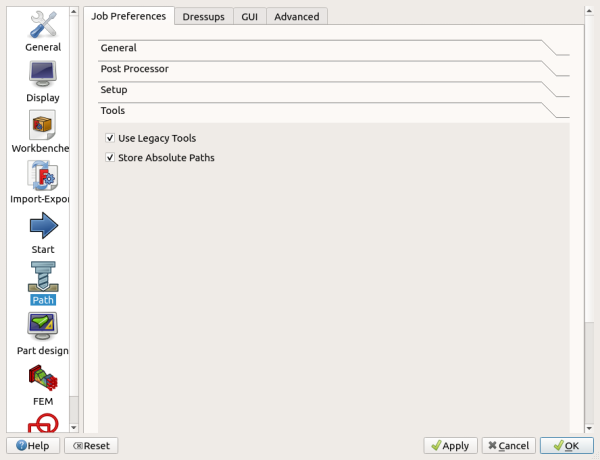 Job Preferences
Dressups
GUI
Advanced
General
Display
Workbenche
Import-Expor
Start
Path
Part design
FEM
General
Post Processor
Setup
Tools
Use Legacy Tools
Store Absolute Paths
Help
Reset
Apply
Cancel
OK